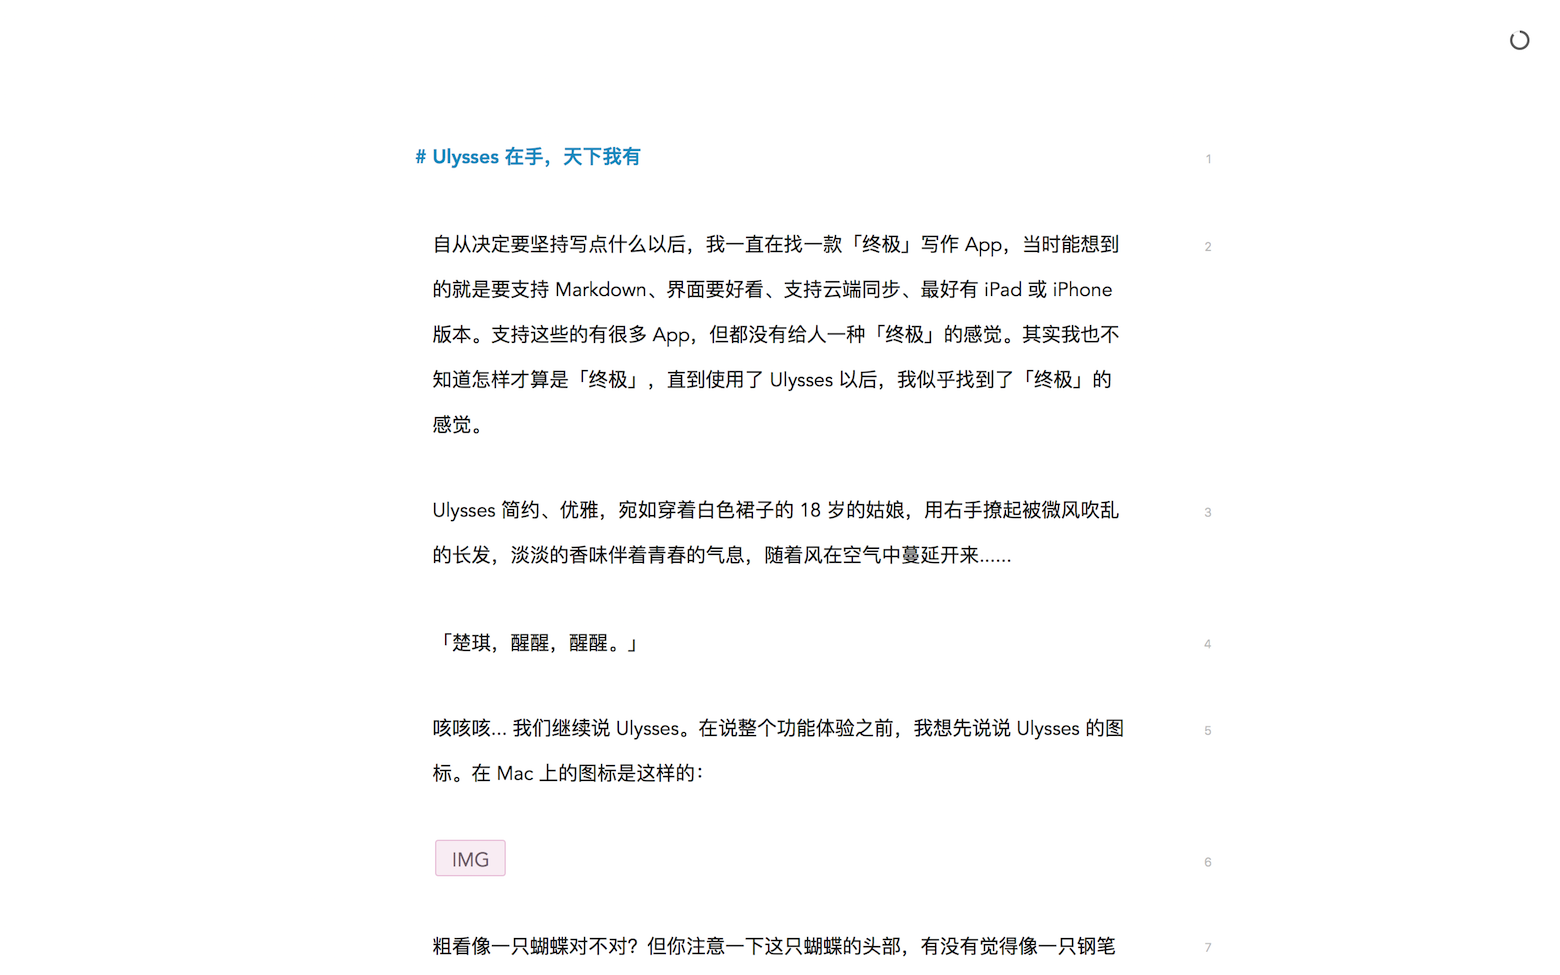 # Ulysses 在手，天下我有
1
自从决定要坚持写点什么以后，我一直在找一款「终极」写作 App，当时能想到
2
的就是要支持 Markdown、界面要好看、支持云端同步、最好有 iPad 或 iPhone
版本。支持这些的有很多 App，但都没有给人一种「终极」的感觉。其实我也不
知道怎样才算是「终极」，直到使用了 Ulysses 以后，我似乎找到了「终极」的
感觉。
Ulysses 简约、优雅，宛如穿着白色裙子的 18 岁的姑娘，用右手撩起被微风吹乱
3
的长发，淡淡的香味伴着青春的气息，随着风在空气中蔓延开来......
「楚琪，醒醒，醒醒。」
4
咳咳咳... 我们继续说 Ulysses。在说整个功能体验之前，我想先说说 Ulysses 的图
5
标。在 Mac 上的图标是这样的：
IMG
6
粗看像一只蝴蝶对不对？但你注意一下这只蝴蝶的头部，有没有觉得像一只钢笔
7